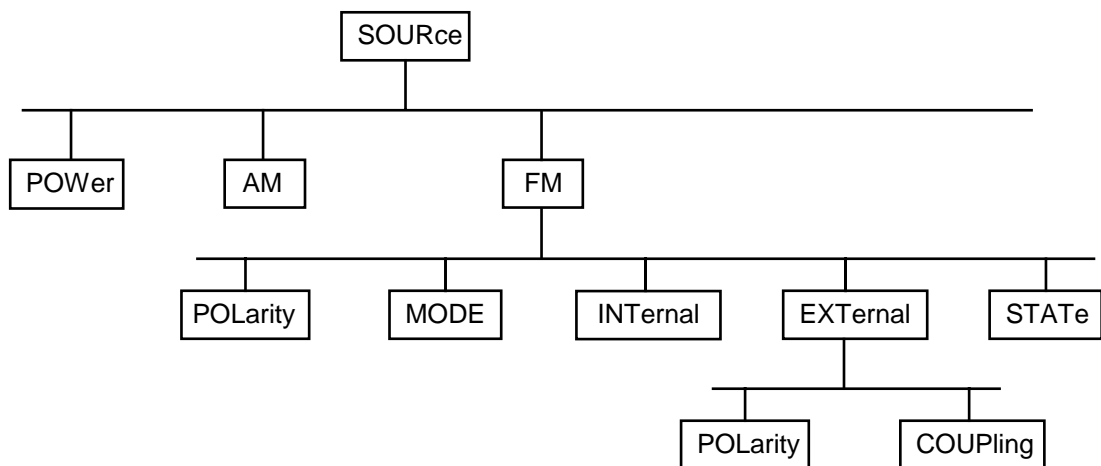 SOURce
POWer
AM
FM
POLarity
MODE
INTernal
EXTernal
STATe
POLarity
COUPling